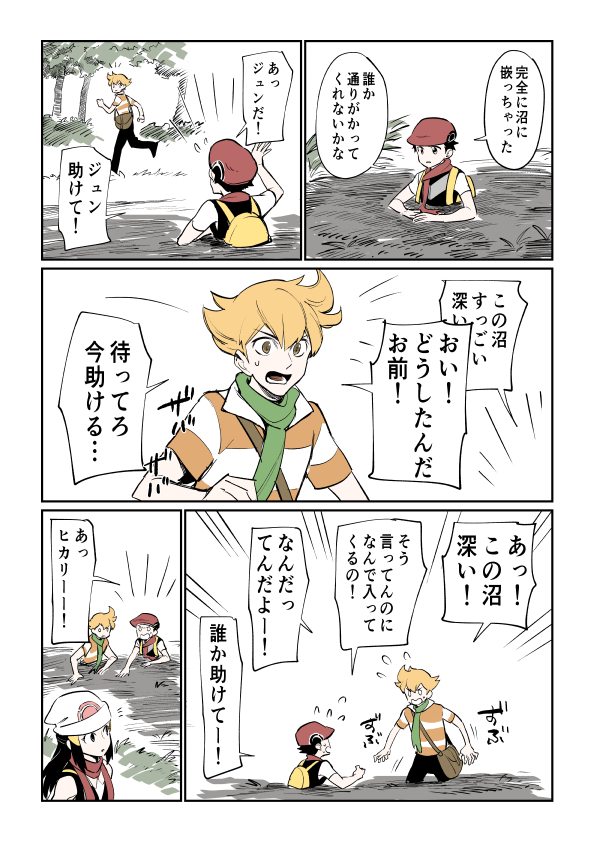 完全に沼に
嵌っちゃった
誰か
通りがかって
くれないかな
あっ
ジュンだ！
ジュン
助けて！
この沼
すっごい
深い
おい！
どうしたんだ
お前！
待ってろ
今助ける…
ざざざ
あっ！
この沼
深い！
そう
言ってんのに
なんで入って
くるの！
なんだっ
てんだよー！
誰か助けてー！
ずぶ
ずぶ
あっ
ヒカリーーー！